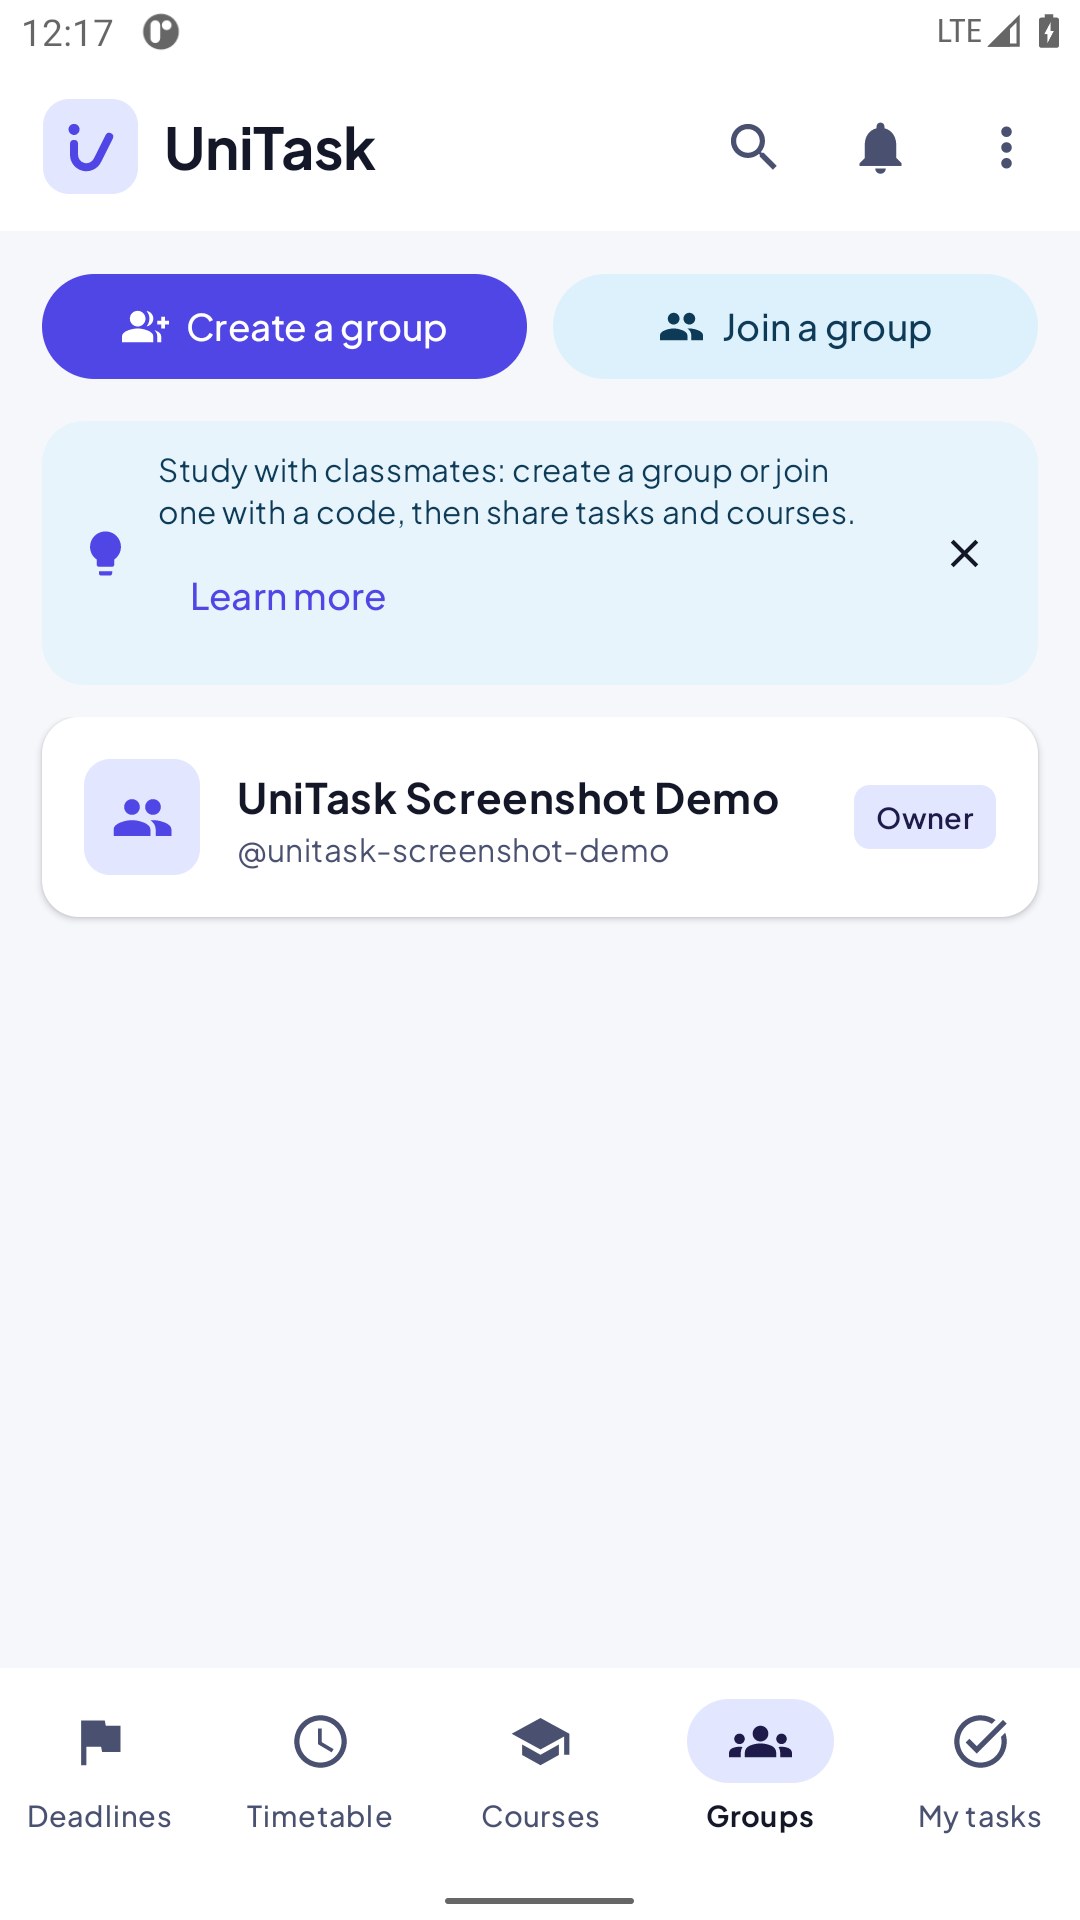 12:17
LTE
UniTask
Create a group
Join a group
Study with classmates: create a group or join
one with a code, then share tasks and courses.
Learn more
UniTask Screenshot Demo
@unitask-screenshot-demo
Owner
Deadlines
Timetable
Courses
Groups
My tasks